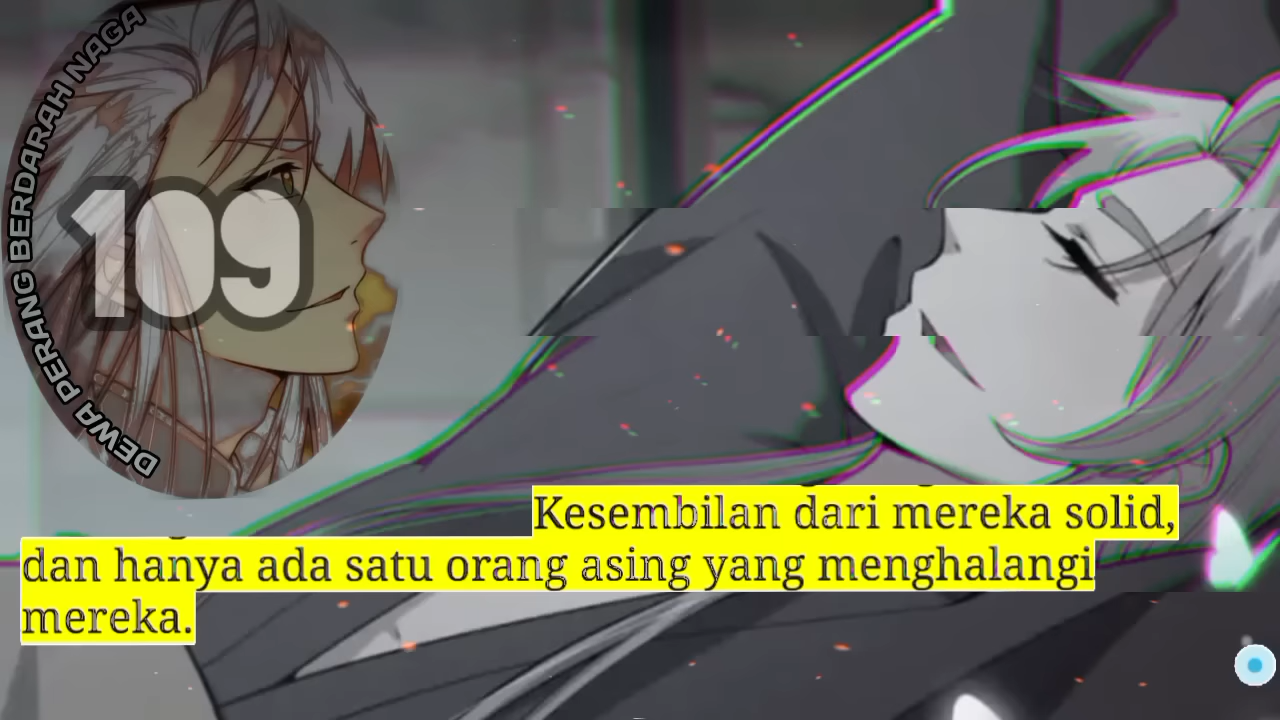 DEWA PERANG BERDARAH NAGA
109
Kesembilan dari mereka solid,
dan hanya ada satu orang asing yang menghalangi
mereka.